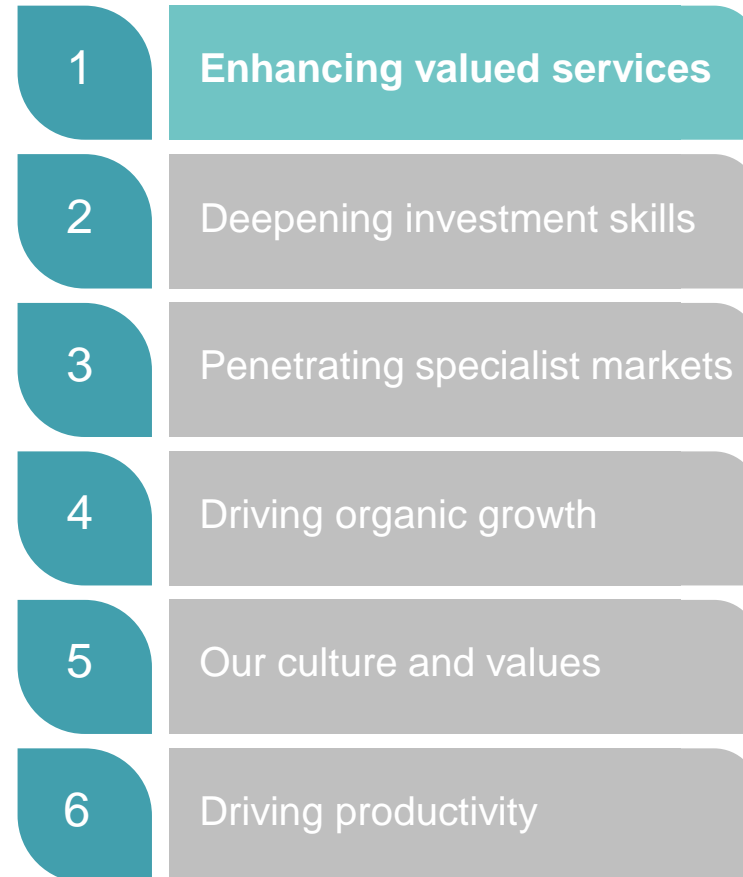 1 Enhancing valued services
2 Deepening investment skills
3 Penetrating specialist markets
4 Driving organic growth
5 Our culture and values
6 Driving productivity